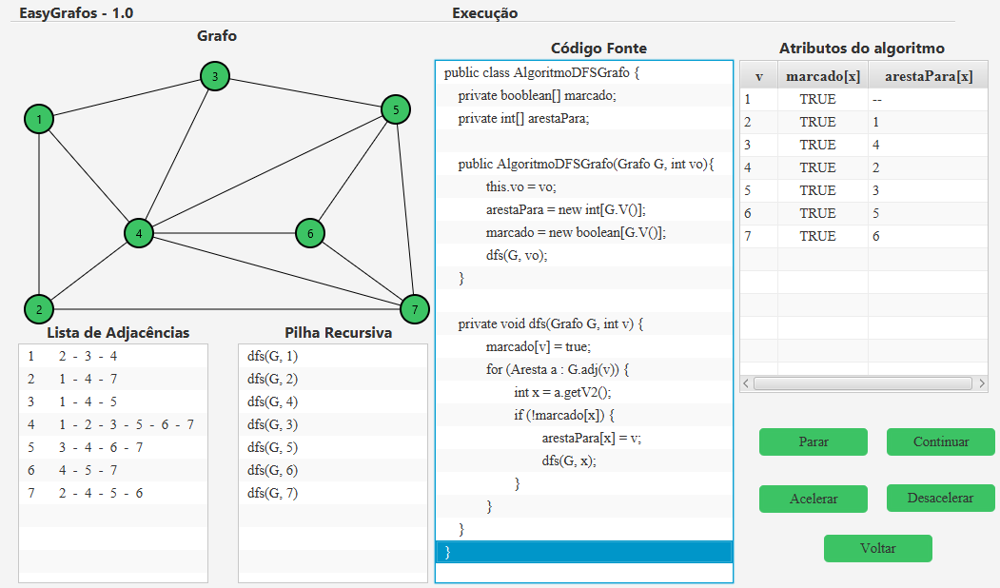 EasyGrafos - 1.0
Execução
Grafo
3
1
5
4
6
2
7
Lista de Adjacências
1 2 - 3 - 4
2 1 - 4 - 7
3 1 - 4 - 5
4 1 - 2 - 3 - 5 - 6 - 7
5 3 - 4 - 6 - 7
6 4 - 5 - 7
7 2 - 4 - 5 - 6
Pilha Recursiva
dfs(G, 1)
dfs(G, 2)
dfs(G, 4)
dfs(G, 3)
dfs(G, 5)
dfs(G, 6)
dfs(G, 7)
Código Fonte
public class AlgoritmoDFSGrafo {
private booblean[] marcado;
private int[] arestaPara;
public AlgoritmoDFSGrafo(Grafo G, int vo){
this.vo = vo;
arestaPara = new int[G.V()];
marcado = new boolean[G.V()];
dfs(G, vo);
}
private void dfs(Grafo G, int v) {
marcado[v] = true;
for (Aresta a : G.adj(v)) {
int x = a.getV2();
if (!marcado[x]) {
arestaPara[x] = v;
dfs(G, x);
}
}
}
}
Atributos do algoritmo
v marcado[x] arestaPara[x]
1 TRUE --
2 TRUE 1
3 TRUE 4
4 TRUE 2
5 TRUE 3
6 TRUE 5
7 TRUE 6
Parar
Continuar
Acelerar
Desacelerar
Voltar